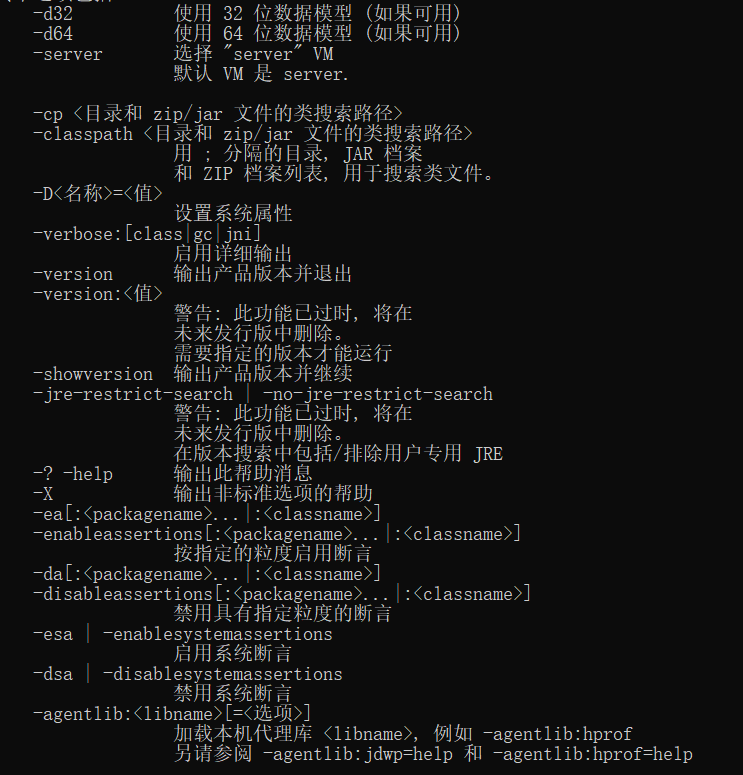 -d32 使用 32 位数据模型 (如果可用)
-d64 使用 64 位数据模型 (如果可用)
-server 选择 "server" VM
默认 VM 是 server.
-cp <目录和 zip/jar 文件的类搜索路径>
-classpath <目录和 zip/jar 文件的类搜索路径>
用 ; 分隔的目录, JAR 档案
和 ZIP 档案列表, 用于搜索类文件。
-D<名称>=<值>
设置系统属性
-verbose:[class|gc|jni]
启用详细输出
-version 输出产品版本并退出
-version:<值>
警告: 此功能已过时, 将在
未来发行版中删除。
需要指定的版本才能运行
-showversion 输出产品版本并继续
-jre-restrict-search | -no-jre-restrict-search
警告: 此功能已过时, 将在
未来发行版中删除。
在版本搜索中包括/排除用户专用 JRE
-? -help 输出此帮助消息
-X 输出非标准选项的帮助
-ea[:<packagename>...|:<classname>]
-enableassertions[:<packagename>...|:<classname>]
按指定的粒度启用断言
-da[:<packagename>...|:<classname>]
-disableassertions[:<packagename>...|:<classname>]
禁用具有指定粒度的断言
-esa | -enablesystemassertions
启用系统断言
-dsa | -disablesystemassertions
禁用系统断言
-agentlib:<libname>[=<选项>]
加载本机代理库 <libname>, 例如 -agentlib:hprof
另请参阅 -agentlib:jdwp=help 和 -agentlib:hprof=help